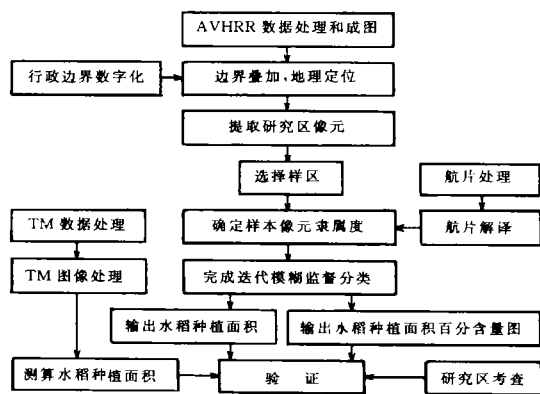 AVHRR 数据处理和成图
行政边界数字化
边界叠加,地理定位
提取研究区像元
选择样区
航片处理
TM 数据处理
确定样本像元隶属度
航片解译
TM 图像处理
完成迭代模糊监督分类
输出水稻种植面积
输出水稻种植面积百分含量图
测算水稻种植面积
验 证
研究区考查